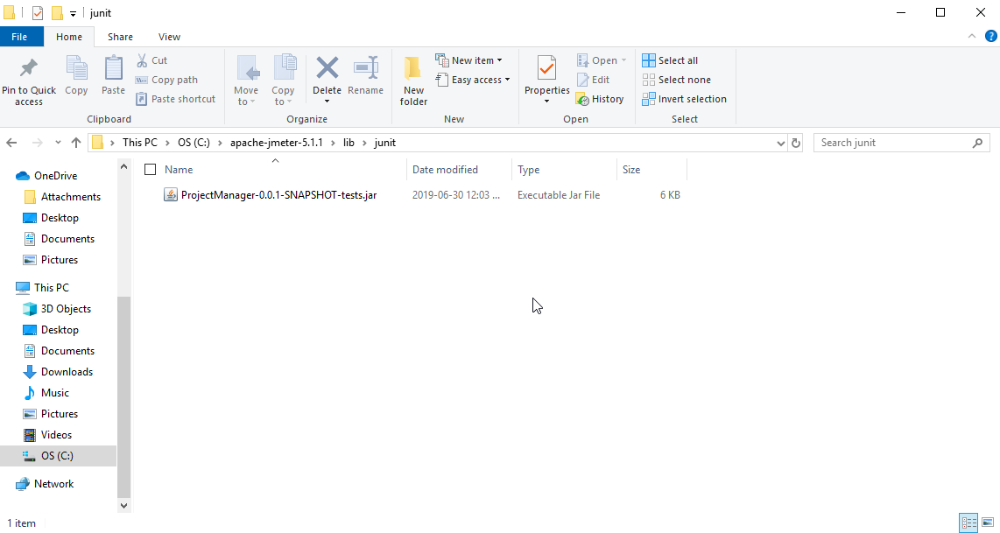 junit
File Home Share View
Pin to Quick access
Copy
Paste
Cut
Copy path
Paste shortcut
Clipboard
Move to
Copy to
Delete
Rename
Organize
New folder
New item
Easy access
New
Properties
Open
Edit
History
Open
Select all
Select none
Invert selection
Select
This PC > OS (C:) > apache-jmeter-5.1.1 > lib > junit
Search junit
OneDrive
Attachments
Desktop
Documents
Pictures
This PC
3D Objects
Desktop
Documents
Downloads
Music
Pictures
Videos
OS (C:)
Network
Name Date modified Type Size
ProjectManager-0.0.1-SNAPSHOT-tests.jar 2019-06-30 12:03 ... Executable Jar File 6 KB
1 item